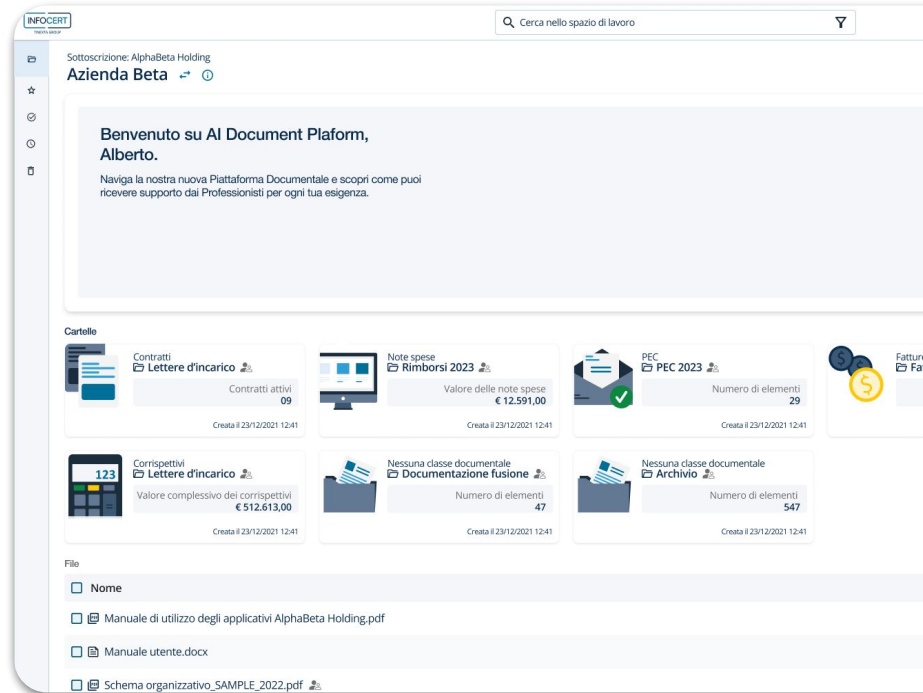 INFOCERT
TINEXTA GROUP
Cerca nello spazio di lavoro
Sottoscrizione: AlphaBeta Holding
Azienda Beta
Benvenuto su AI Document Plaform,
Alberto.
Naviga la nostra nuova Piattaforma Documentale e scopri come puoi
ricevere supporto dai Professionisti per ogni tua esigenza.
Cartelle
Contratti
Lettere d'incarico
Contratti attivi
09
Creata il 23/12/2021 12:41
Note spese
Rimborsi 2023
Valore delle note spese
€ 12.591,00
Creata il 23/12/2021 12:41
PEC
PEC 2023
Numero di elementi
29
Creata il 23/12/2021 12:41
Fatture
Fa
Corrispettivi
Lettere d'incarico
Valore complessivo dei corrispettivi
€ 512.613,00
Creata il 23/12/2021 12:41
123
Nessuna classe documentale
Documentazione fusione
Numero di elementi
47
Creata il 23/12/2021 12:41
Nessuna classe documentale
Archivio
Numero di elementi
547
Creata il 23/12/2021 12:41
File
Nome
Manuale di utilizzo degli applicativi AlphaBeta Holding.pdf
Manuale utente.docx
Schema organizzativo_SAMPLE_2022.pdf